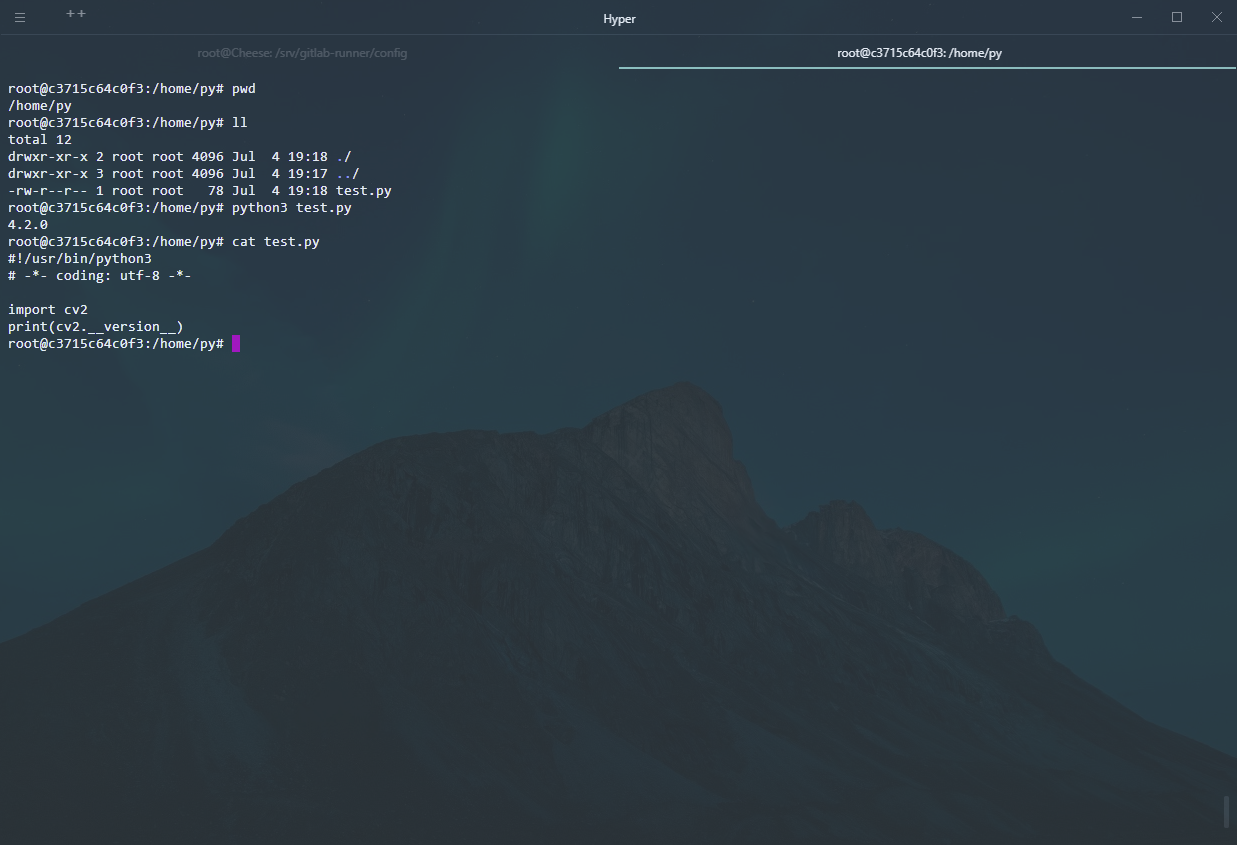 ++
Hyper
root@Cheese: /srv/gitlab-runner/config
root@c3715c64c0f3: /home/py
root@c3715c64c0f3:/home/py# pwd
/home/py
root@c3715c64c0f3:/home/py# ll
total 12
drwxr-xr-x 2 root root 4096 Jul  4 19:18 ./
drwxr-xr-x 3 root root 4096 Jul  4 19:17 ../
-rw-r--r-- 1 root root   78 Jul  4 19:18 test.py
root@c3715c64c0f3:/home/py# python3 test.py
4.2.0
root@c3715c64c0f3:/home/py# cat test.py
#!/usr/bin/python3
# -*- coding: utf-8 -*-

import cv2
print(cv2.__version__)
root@c3715c64c0f3:/home/py#